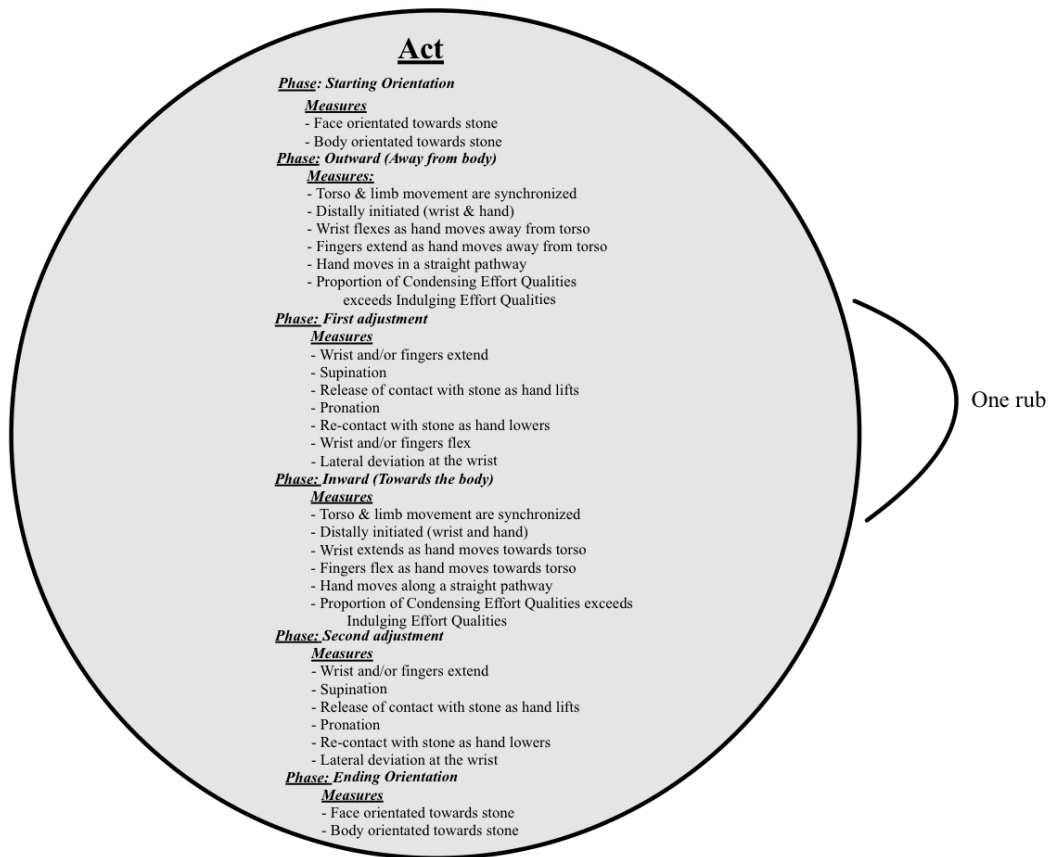 Act
Phase: Starting Orientation
Measures
- Face orientated towards stone
- Body orientated towards stone
Phase: Outward (Away from body)
Measures:
- Torso & limb movement are synchronized
- Distally initiated (wrist & hand)
- Wrist flexes as hand moves away from torso
- Fingers extend as hand moves away from torso
- Hand moves in a straight pathway
- Proportion of Condensing Effort Qualities
exceeds Indulging Effort Qualities
Phase: First adjustment
Measures
- Wrist and/or fingers extend
- Supination
- Release of contact with stone as hand lifts
- Pronation
- Re-contact with stone as hand lowers
- Wrist and/or fingers flex
- Lateral deviation at the wrist
Phase: Inward (Towards the body)
Measures
- Torso & limb movement are synchronized
- Distally initiated (wrist and hand)
- Wrist extends as hand moves towards torso
- Fingers flex as hand moves towards torso
- Hand moves along a straight pathway
- Proportion of Condensing Effort Qualities exceeds
Indulging Effort Qualities
Phase: Second adjustment
Measures
- Wrist and/or fingers extend
- Supination
- Release of contact with stone as hand lifts
- Pronation
- Re-contact with stone as hand lowers
- Lateral deviation at the wrist
Phase: Ending Orientation
Measures
- Face orientated towards stone
- Body orientated towards stone
One rub